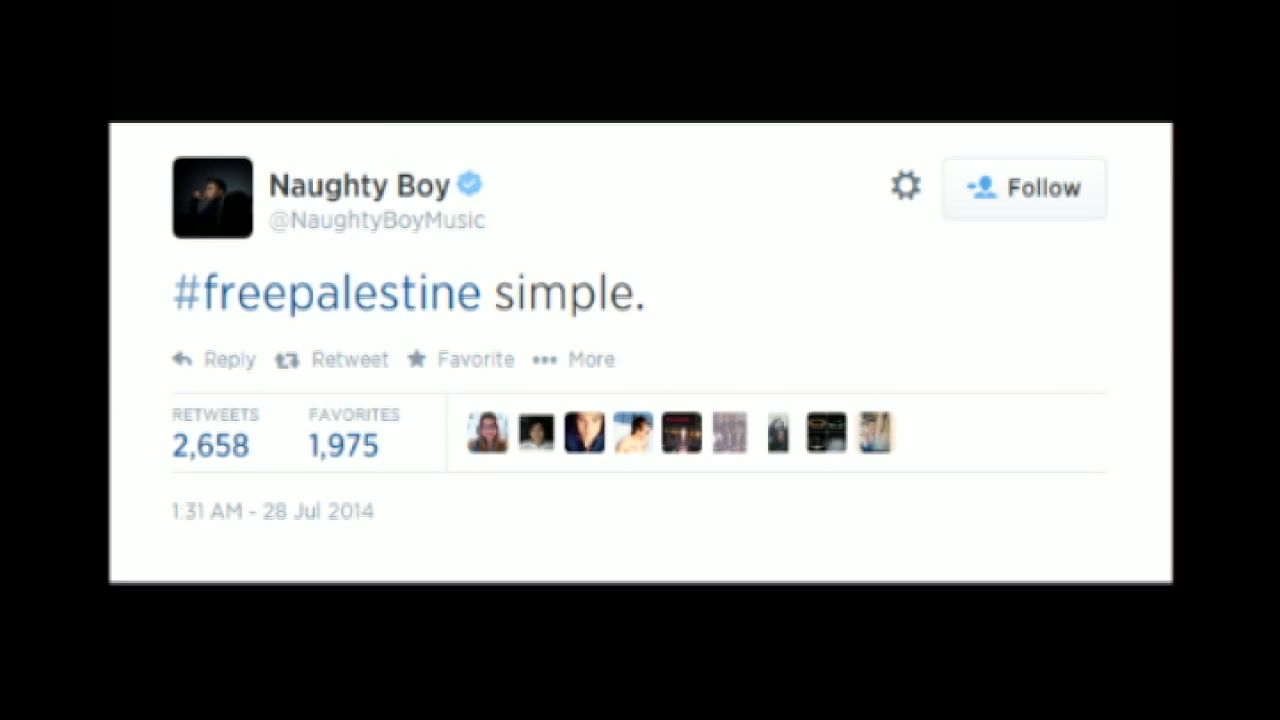 Naughty Boy
@NaughtyBoyMusic
Follow
#freepalestine simple.
Reply Retweet Favorite More
RETWEETS FAVORITES
2,658 1,975
1:31 AM - 28 Jul 2014